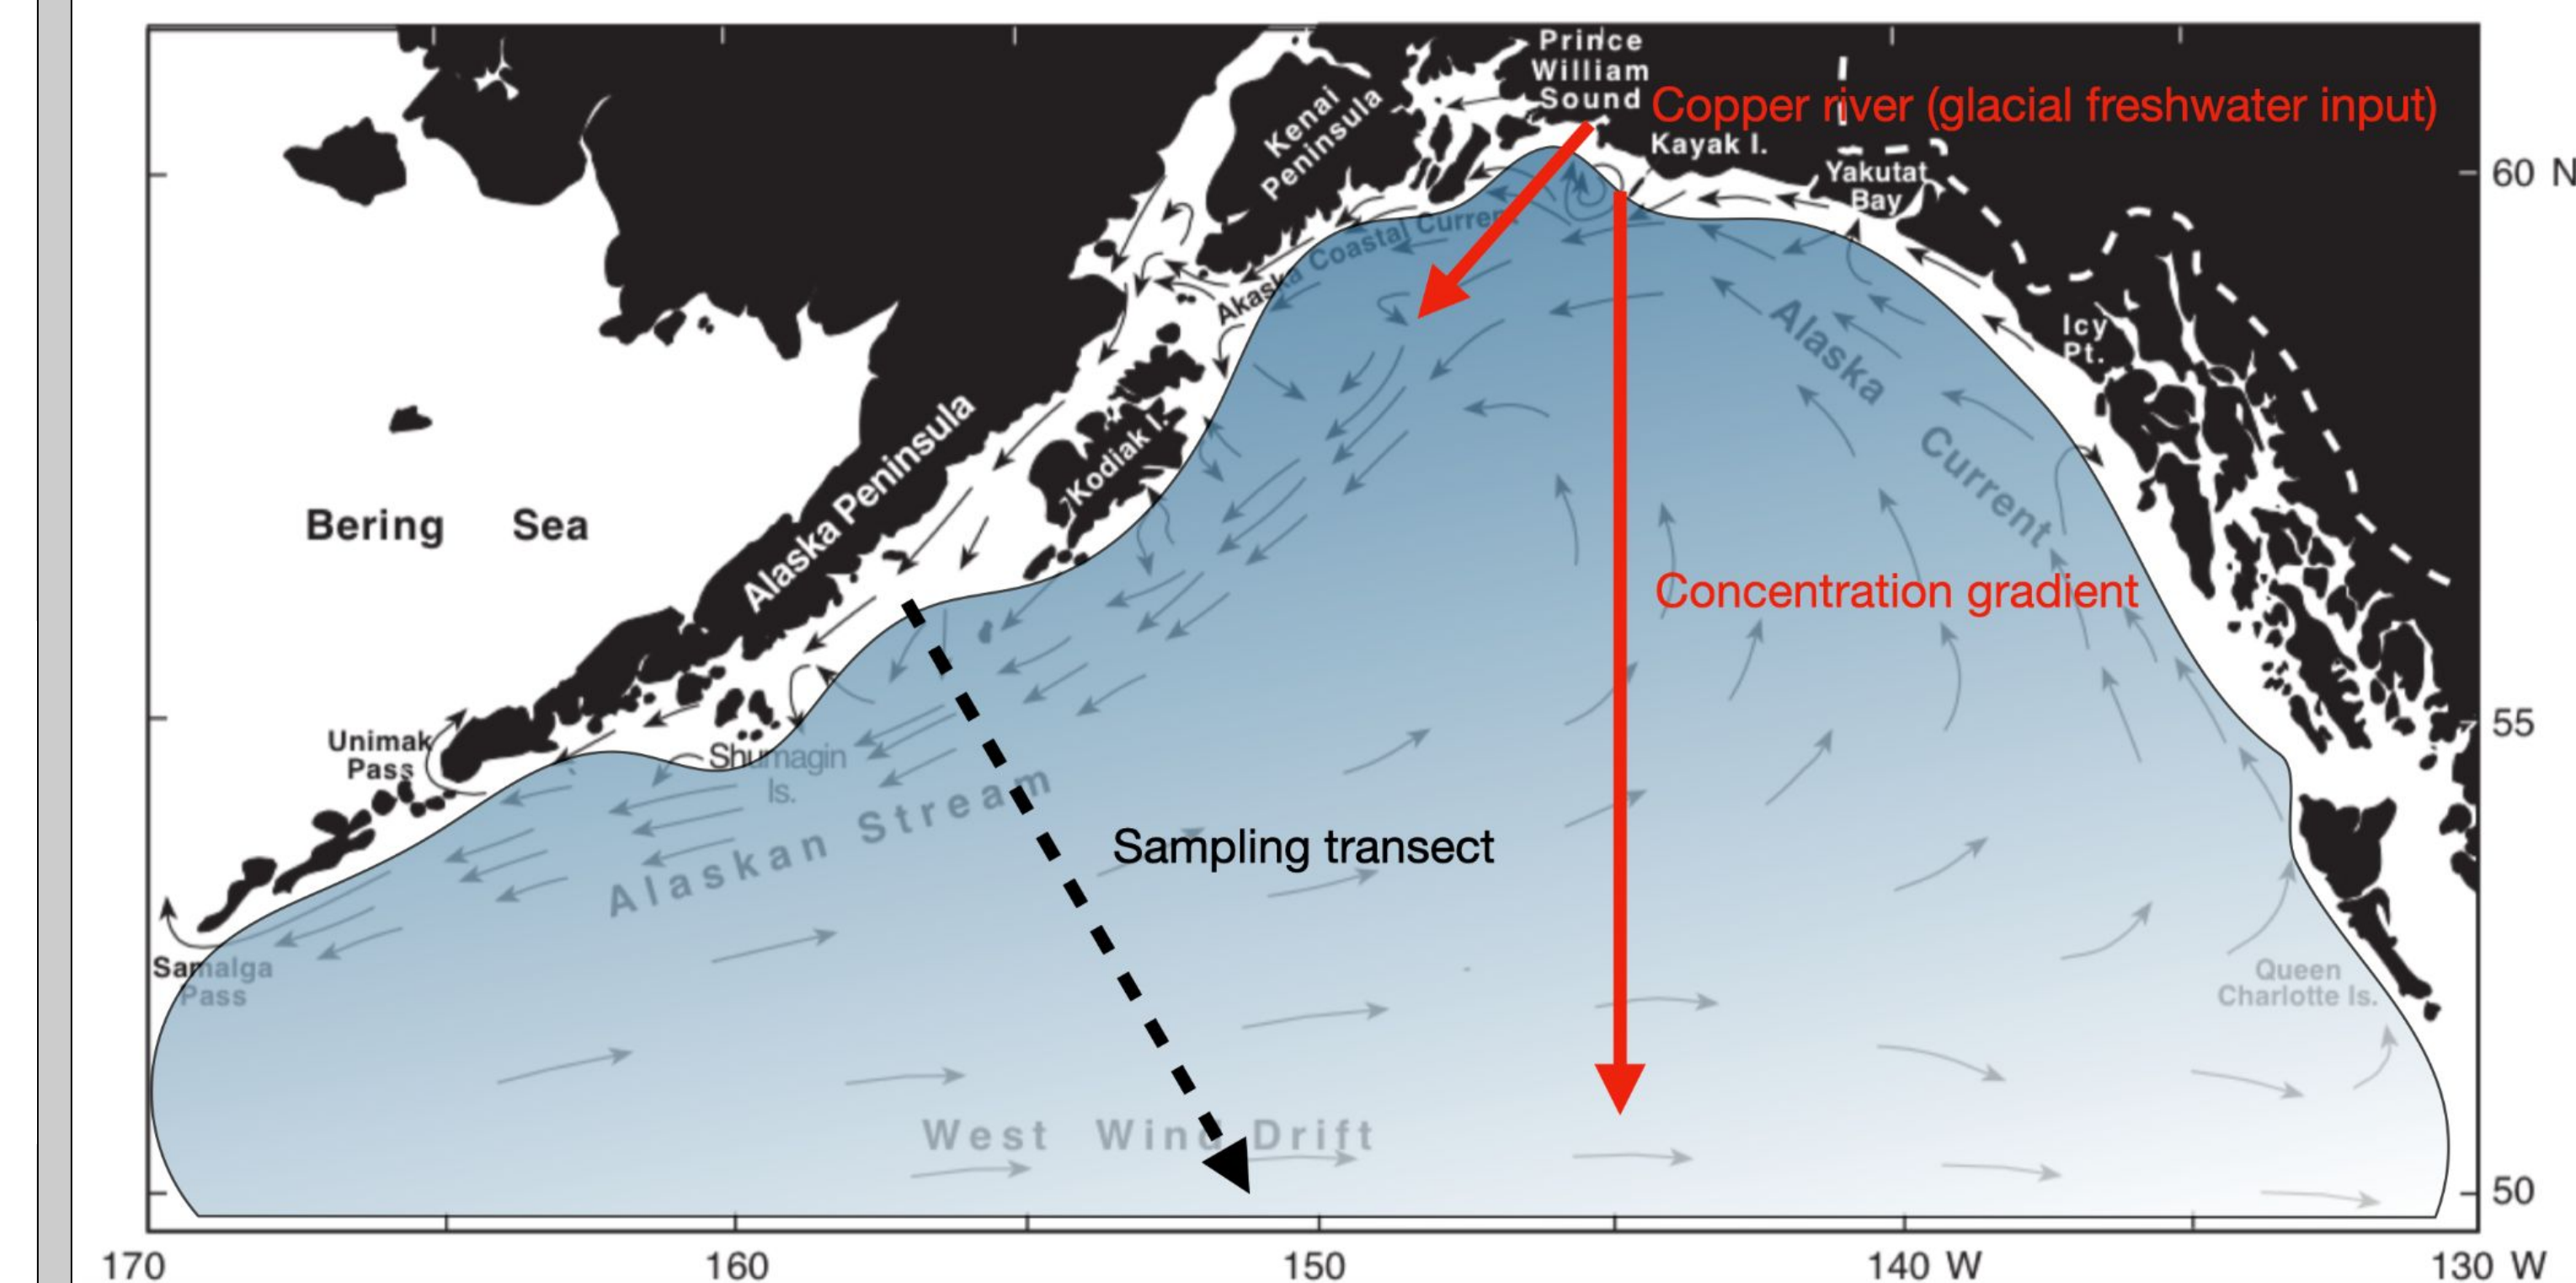 Prince
William
Sound
Copper river (glacial freshwater input)
Kayak I.
Kenai
Peninsula
60 N
Yakutat
Bay
Akaska Coastal Current
Icy
Pt.
Alaska
Current
Alaska Peninsula
Kodiak I.
Bering Sea
Concentration gradient
55
Unimak
Pass
Shumagin
Is.
Alaskan Stream
Sampling transect
Samalga
Pass
Queen
Charlotte Is.
West Wind Drift
50
170
160
150
140 W
130 W